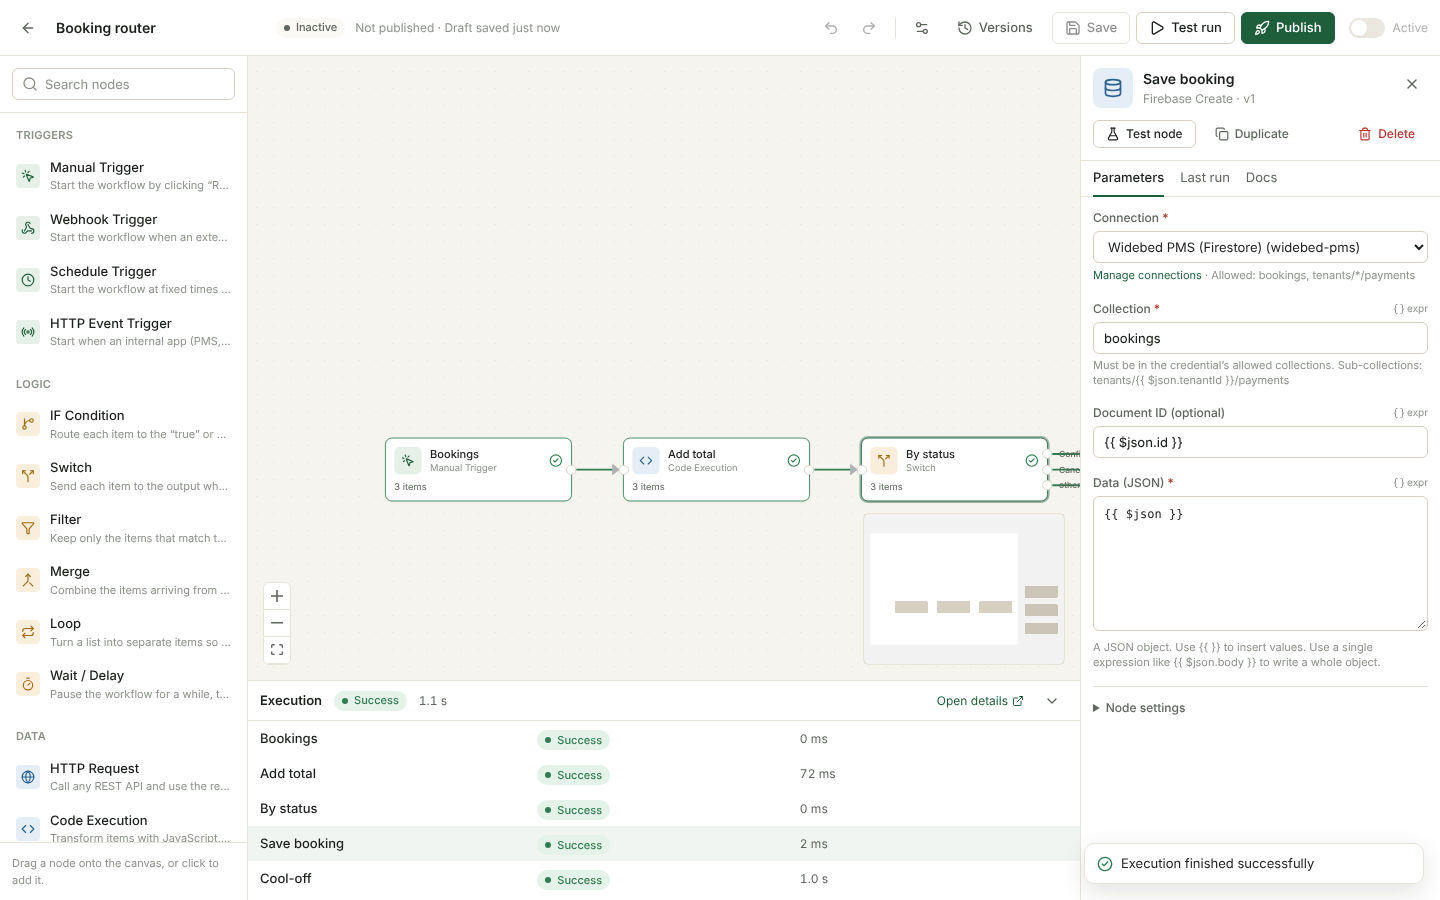 Booking router
Inactive
Not published · Draft saved just now
Versions
Save
Test run
Publish
Active
Search nodes
TRIGGERS
Manual Trigger
Start the workflow by clicking “R...
Webhook Trigger
Start the workflow when an exte...
Schedule Trigger
Start the workflow at fixed times ...
HTTP Event Trigger
Start when an internal app (PMS,...
LOGIC
IF Condition
Route each item to the “true” or ...
Switch
Send each item to the output wh...
Filter
Keep only the items that match t...
Merge
Combine the items arriving from ...
Loop
Turn a list into separate items so ...
Wait / Delay
Pause the workflow for a while, t...
DATA
HTTP Request
Call any REST API and use the re...
Code Execution
Transform items with JavaScript....
Drag a node onto the canvas, or click to
add it.
Bookings
Manual Trigger
3 items
Add total
Code Execution
3 items
By status
Switch
3 items
Execution
Success
1.1 s
Open details
Bookings Success 0 ms
Add total Success 72 ms
By status Success 0 ms
Save booking Success 2 ms
Cool-off Success 1.0 s
Save booking
Firebase Create · v1
Test node
Duplicate
Delete
Parameters
Last run
Docs
Connection *
Widebed PMS (Firestore) (widebed-pms)
Manage connections · Allowed: bookings, tenants/*/payments
Collection *
{ } expr
bookings
Must be in the credential's allowed collections. Sub-collections:
tenants/{{ $json.tenantId }}/payments
Document ID (optional)
{ } expr
{{ $json.id }}
Data (JSON) *
{ } expr
{{ $json }}
A JSON object. Use {{ }} to insert values. Use a single
expression like {{ $json.body }} to write a whole object.
Node settings
Execution finished successfully